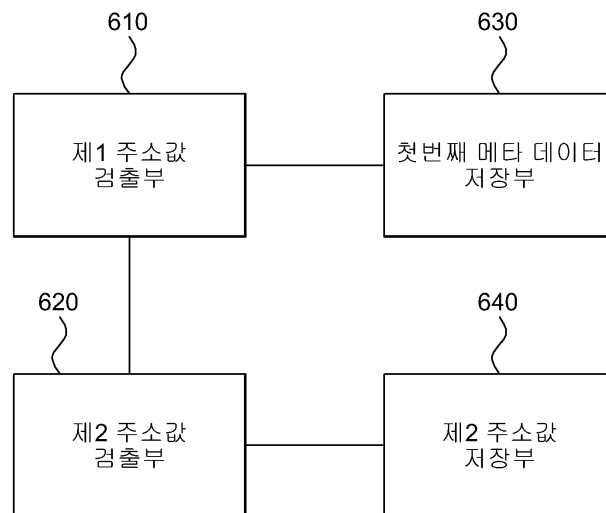 610
630
제1 주소값
검출부
첫번째 메타 데이터
저장부
620
640
제2 주소값
검출부
제2 주소값
저장부